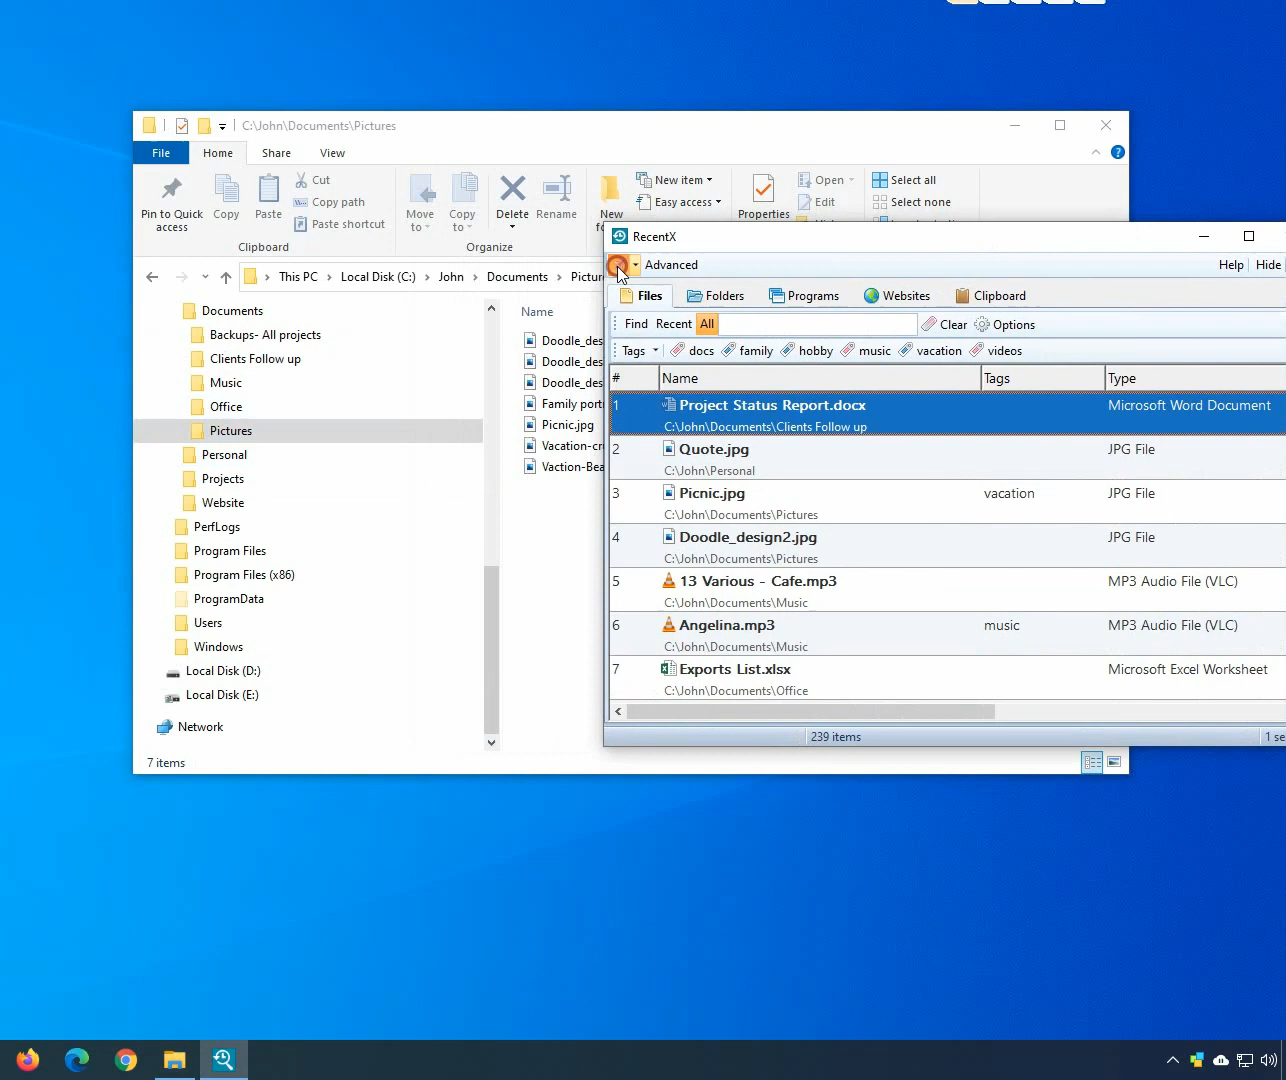 C:\John\Documents\Pictures
File Home Share View
Pin to Quick access
Copy
Paste
Cut
Copy path
Paste shortcut
Clipboard
Move to
Copy to
Delete
Rename
Organize
New
New item
Easy access
Properties
Open
Edit
Select all
Select none
This PC > Local Disk (C:) > John > Documents >
Documents
Backups- All projects
Clients Follow up
Music
Office
Pictures
Personal
Projects
Website
PerfLogs
Program Files
Program Files (x86)
ProgramData
Users
Windows
Local Disk (D:)
Local Disk (E:)
Network
7 items
Name
Picnic.jpg
RecentX
Advanced
Help Hide
Files Folders Programs Websites Clipboard
Find Recent All Clear Options
Tags docs family hobby music vacation videos
# Name Tags Type
1 Project Status Report.docx Microsoft Word Document
C:\John\Documents\Clients Follow up
2 Quote.jpg JPG File
C:\John\Personal
3 Picnic.jpg vacation JPG File
C:\John\Documents\Pictures
4 Doodle_design2.jpg JPG File
C:\John\Documents\Pictures
5 13 Various - Cafe.mp3 MP3 Audio File (VLC)
C:\John\Documents\Music
6 Angelina.mp3 music MP3 Audio File (VLC)
C:\John\Documents\Music
7 Exports List.xlsx Microsoft Excel Worksheet
C:\John\Documents\Office
239 items